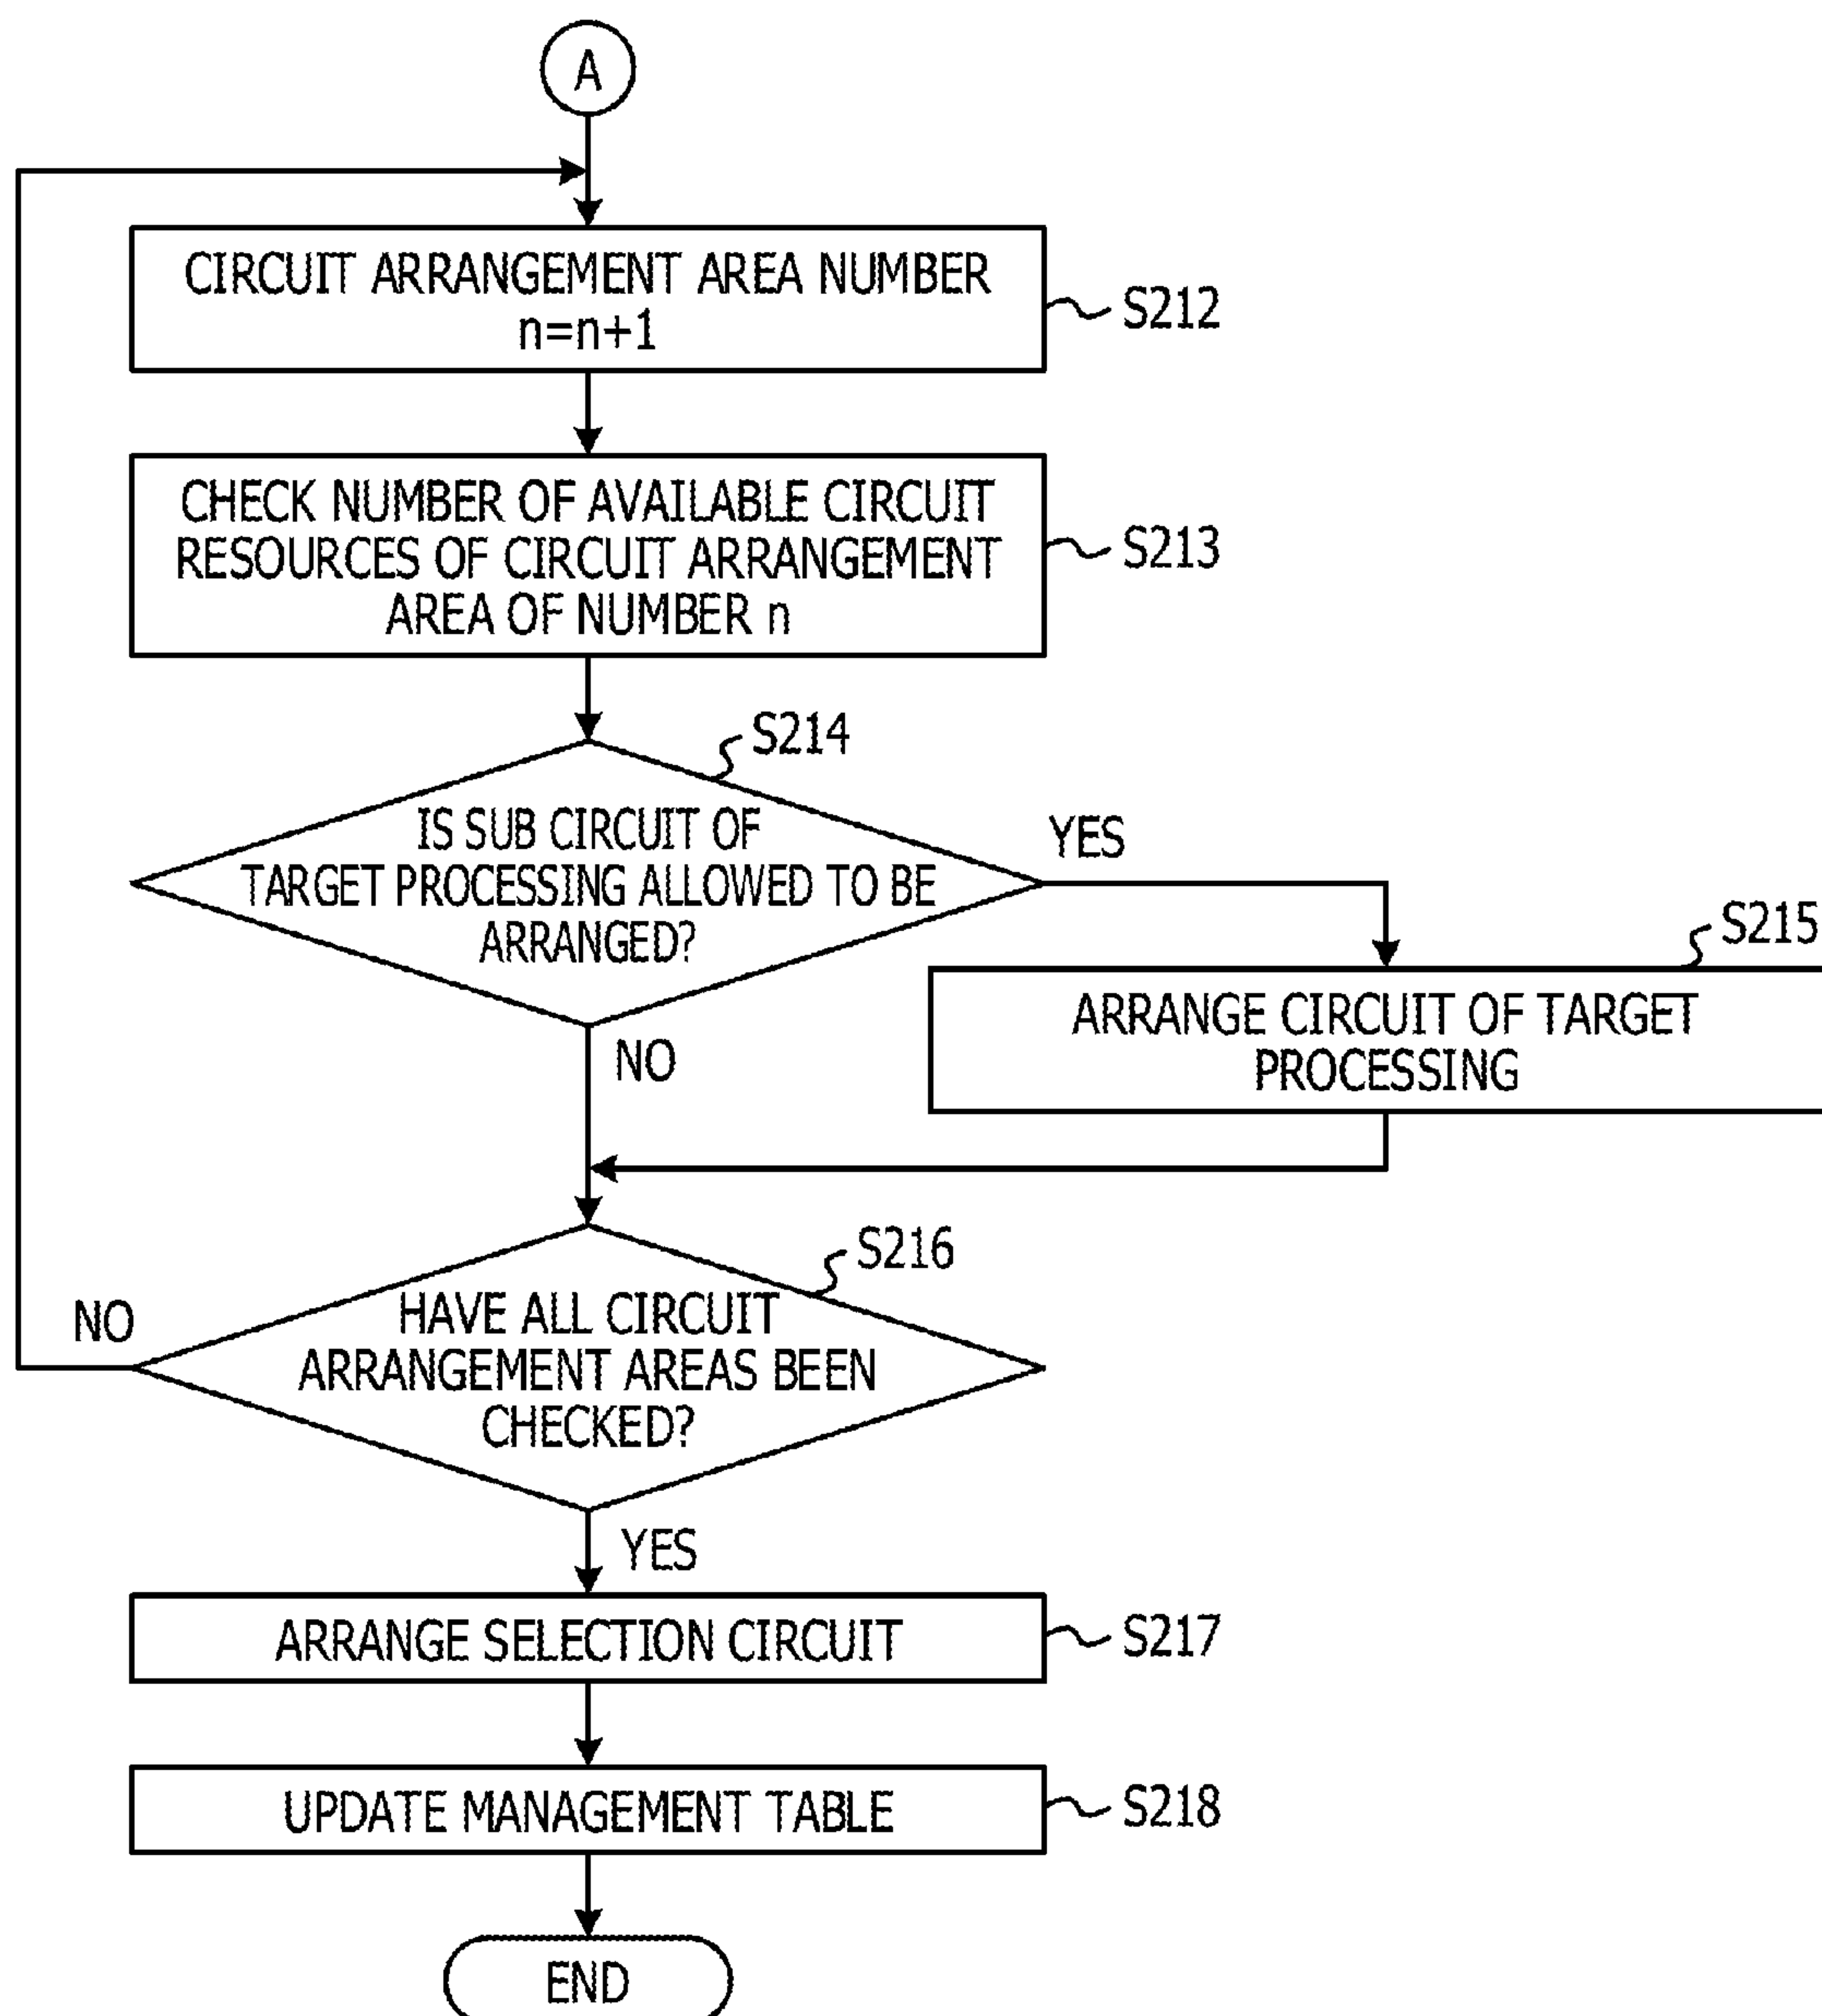 A
CIRCUIT ARRANGEMENT AREA NUMBER
n=n+1
S212
CHECK NUMBER OF AVAILABLE CIRCUIT
RESOURCES OF CIRCUIT ARRANGEMENT
AREA OF NUMBER n
S213
S214
IS SUB CIRCUIT OF
TARGET PROCESSING ALLOWED TO BE
ARRANGED?
YES
NO
S215
ARRANGE CIRCUIT OF TARGET
PROCESSING
S216
HAVE ALL CIRCUIT
ARRANGEMENT AREAS BEEN
CHECKED?
NO
YES
ARRANGE SELECTION CIRCUIT
S217
UPDATE MANAGEMENT TABLE
S218
END